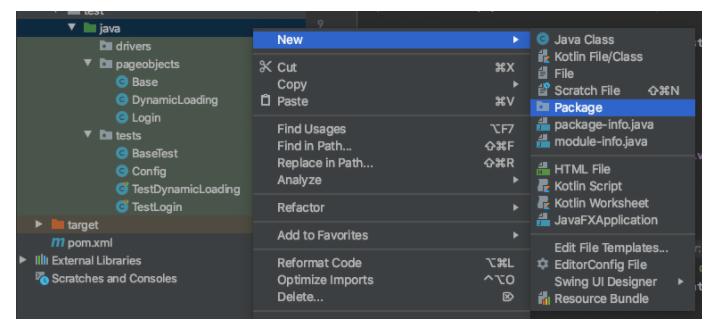 test
java
drivers
pageobjects
Base
DynamicLoading
Login
tests
BaseTest
Config
TestDynamicLoading
TestLogin
target
pom.xml
External Libraries
Scratches and Consoles
9
New
Cut ⌘X
Copy
Paste ⌘V
Find Usages ⌥F7
Find in Path... ⇧⌘F
Replace in Path... ⇧⌘R
Analyze
Refactor
Add to Favorites
Reformat Code ⌥⌘L
Optimize Imports ^⌥O
Delete... ⌦
Java Class
Kotlin File/Class
File
Scratch File ⇧⌘N
Package
package-info.java
module-info.java
HTML File
Kotlin Script
Kotlin Worksheet
JavaFXApplication
Edit File Templates...
EditorConfig File
Swing UI Designer
Resource Bundle